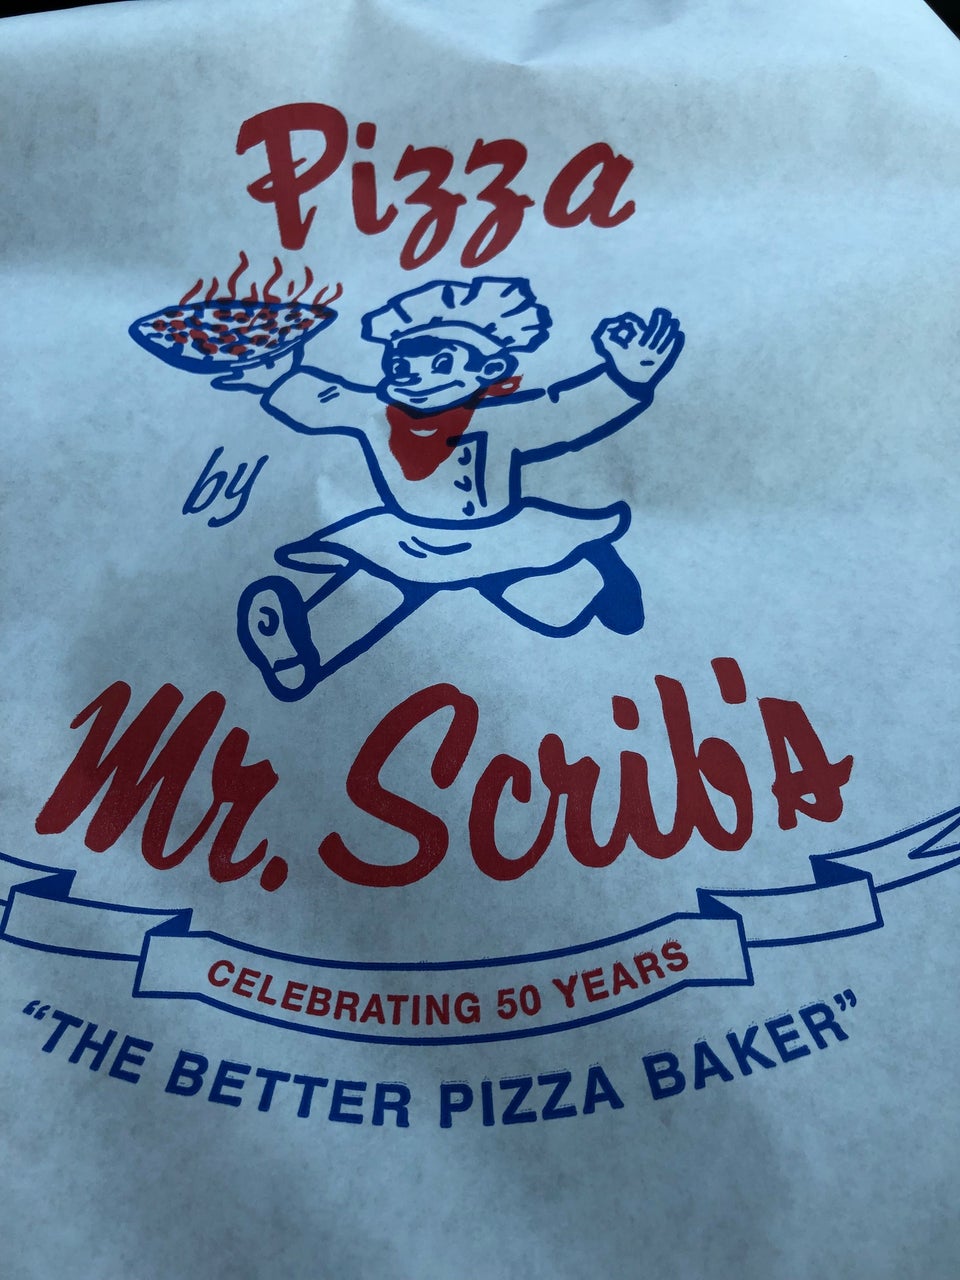 Pizza
by
Mr. Scrib's
CELEBRATING 50 YEARS
“THE BETTER PIZZA BAKER”